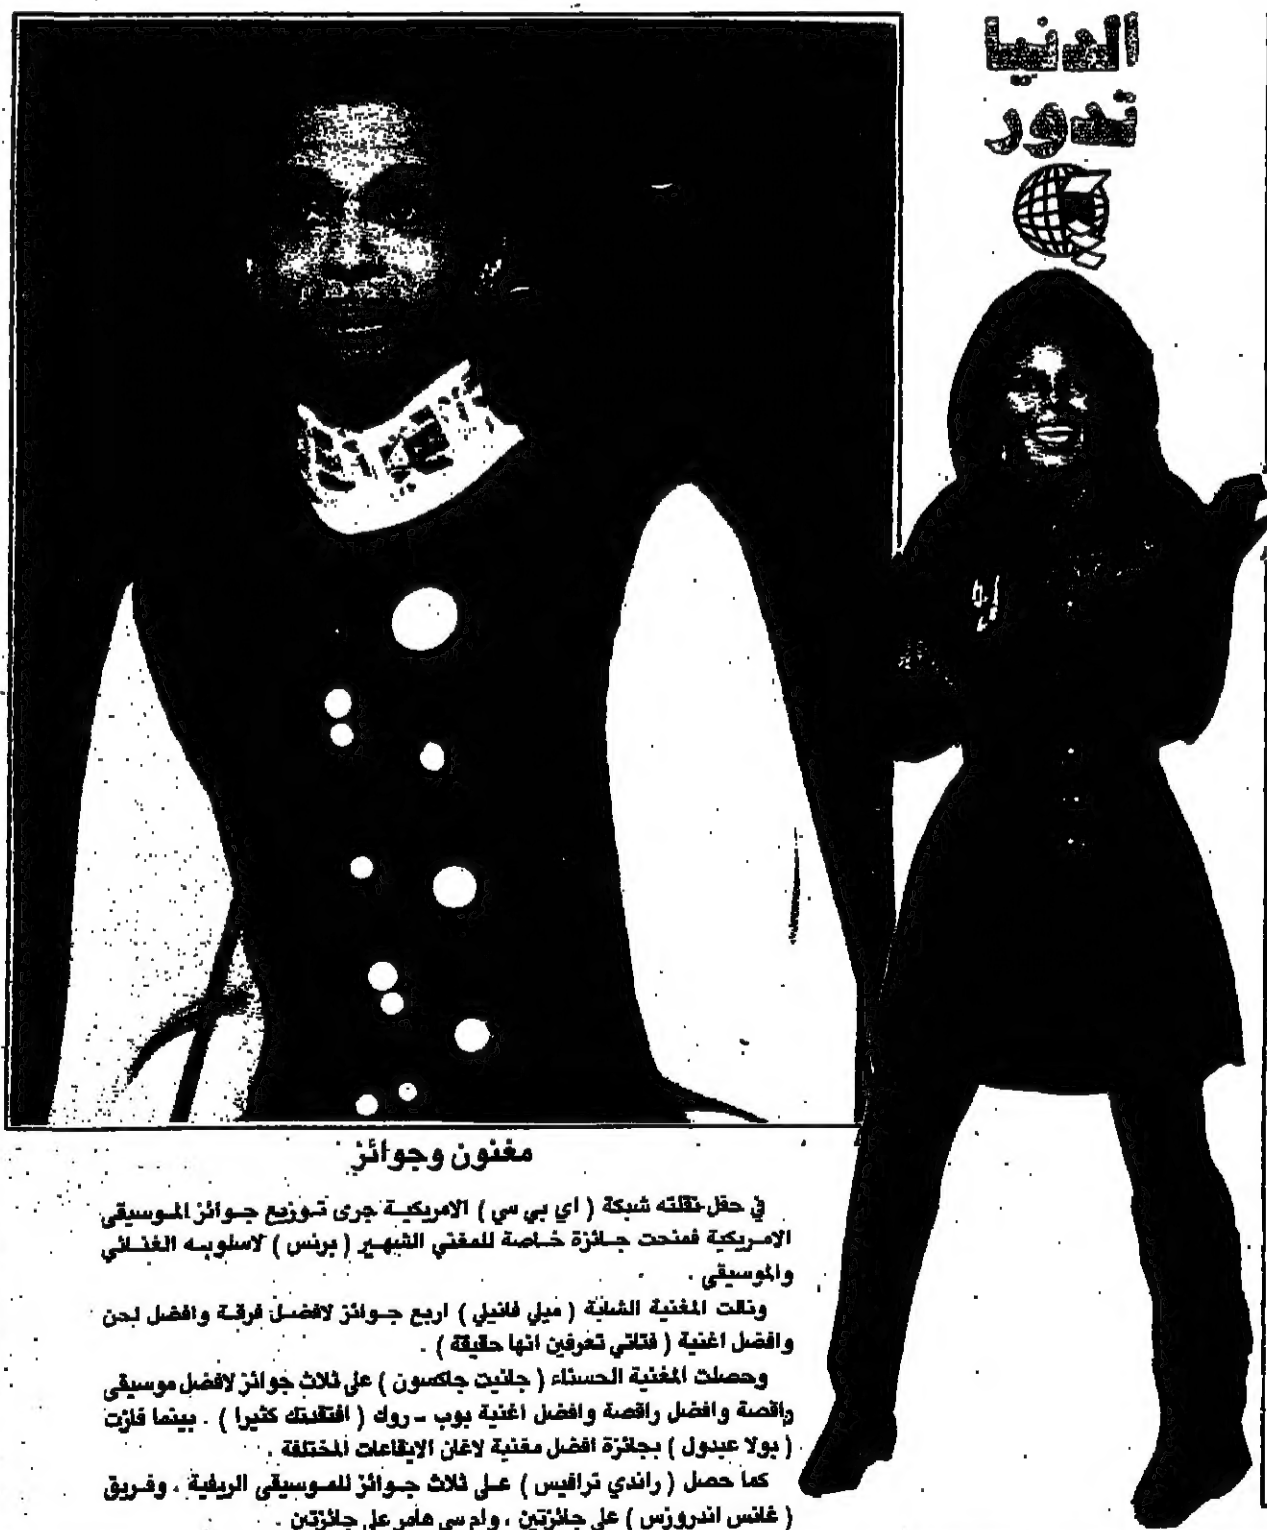 الدنيا
تدور
مغنون وجوائز
في حفل نقلته شبكة ( اي بي سي ) الامريكية جرى توزيع جوائز الموسيقى
الامريكية فمنحت جائزة خاصة للمغني الشهير ( برنس ) لاسلوبه الغنائي
والموسيقي .
ونالت المغنية الشابة ( ميلي فانيلي ) اربع جوائز لافضل فرقة وافضل لحن
وافضل اغنية ( فتاتي تعرفين انها حقيقة ) .
وحصلت المغنية الحسناء ( جانيت جاكسون ) على ثلاث جوائز لافضل موسيقى
راقصة وافضل راقصة وافضل اغنية بوب - روك ( افتقدتك كثيرا ) . بينما فازت
( بولا عبدول ) بجائزة افضل مغنية لاغان الايقاعات المختلفة .
كما حصل ( راندي ترافيس ) على ثلاث جوائز للموسيقى الريفية ، وفريق
( غانس اندروزس ) على جائزتين ، وام سي هامر على جائزتين .